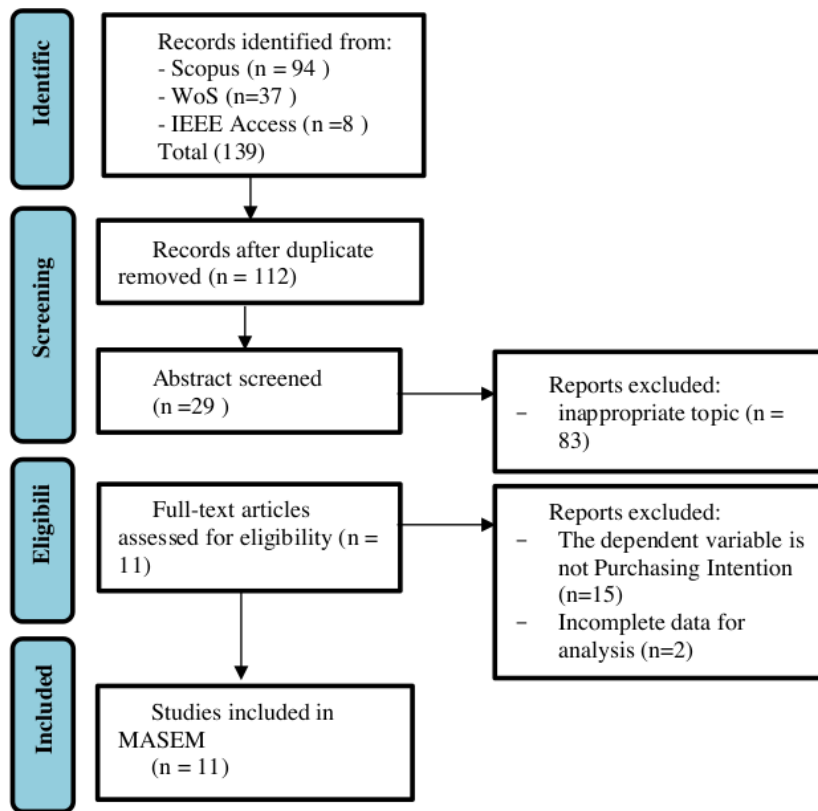 Identific
Records identified from:
- Scopus (n = 94 )
- WoS (n=37 )
- IEEE Access (n =8 )
Total (139)
Screening
Records after duplicate
removed (n = 112)
Abstract screened
(n =29 )
Reports excluded:
- inappropriate topic (n =
83)
Eligibili
Full-text articles
assessed for eligibility (n =
11)
Reports excluded:
- The dependent variable is
not Purchasing Intention
(n=15)
- Incomplete data for
analysis (n=2)
Included
Studies included in
MASEM
(n = 11)